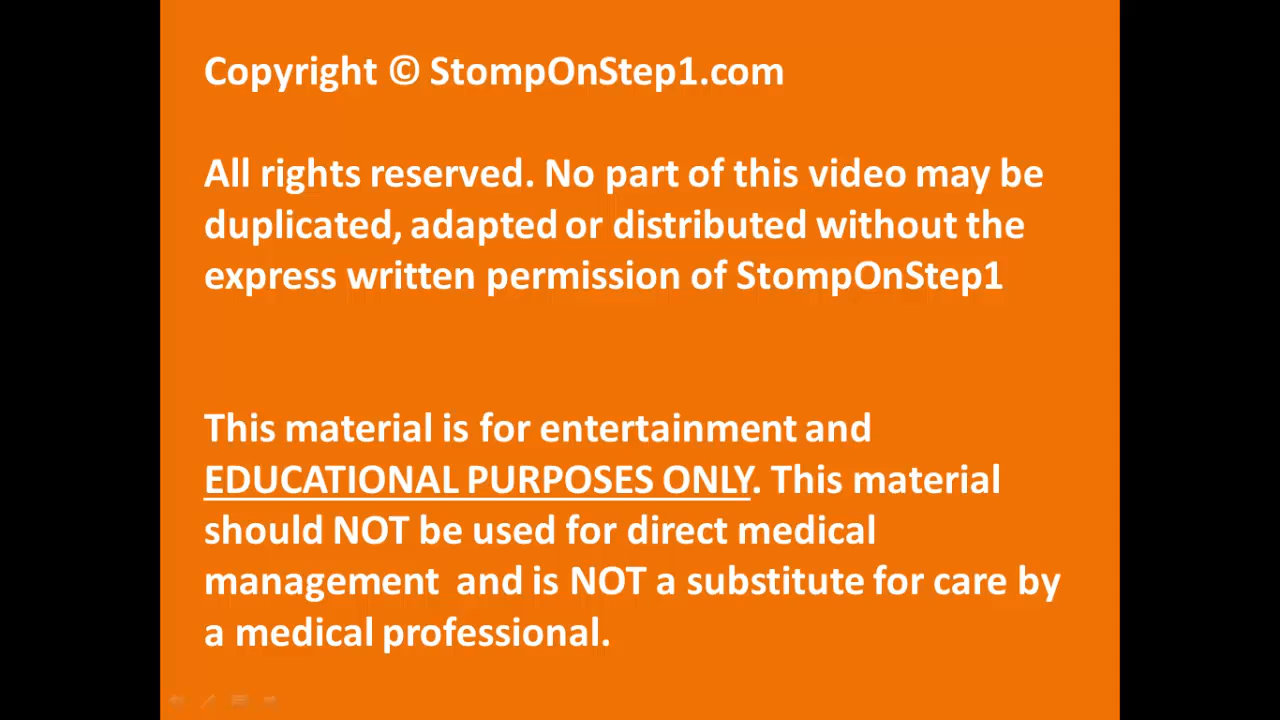 Copyright © StompOnStep1.com
All rights reserved. No part of this video may be
duplicated, adapted or distributed without the
express written permission of StompOnStep1
This material is for entertainment and
EDUCATIONAL PURPOSES ONLY. This material
should NOT be used for direct medical
management  and is NOT a substitute for care by
a medical professional.